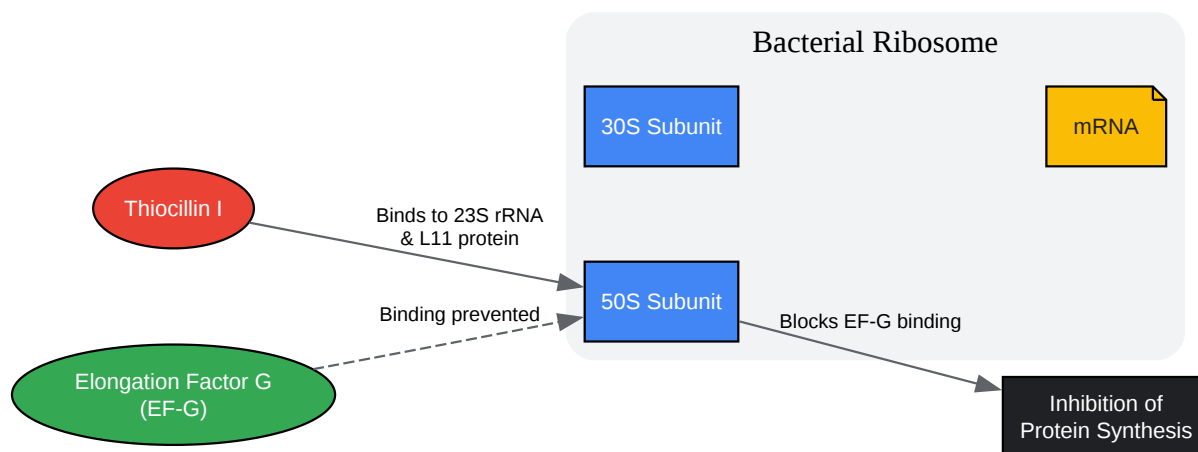 Bacterial Ribosome
30S Subunit
mRNA
Thiocillin I
Binds to 23S rRNA
& L11 protein
50S Subunit
Binding prevented
Blocks EF-G binding
Elongation Factor G
(EF-G)
Inhibition of
Protein Synthesis